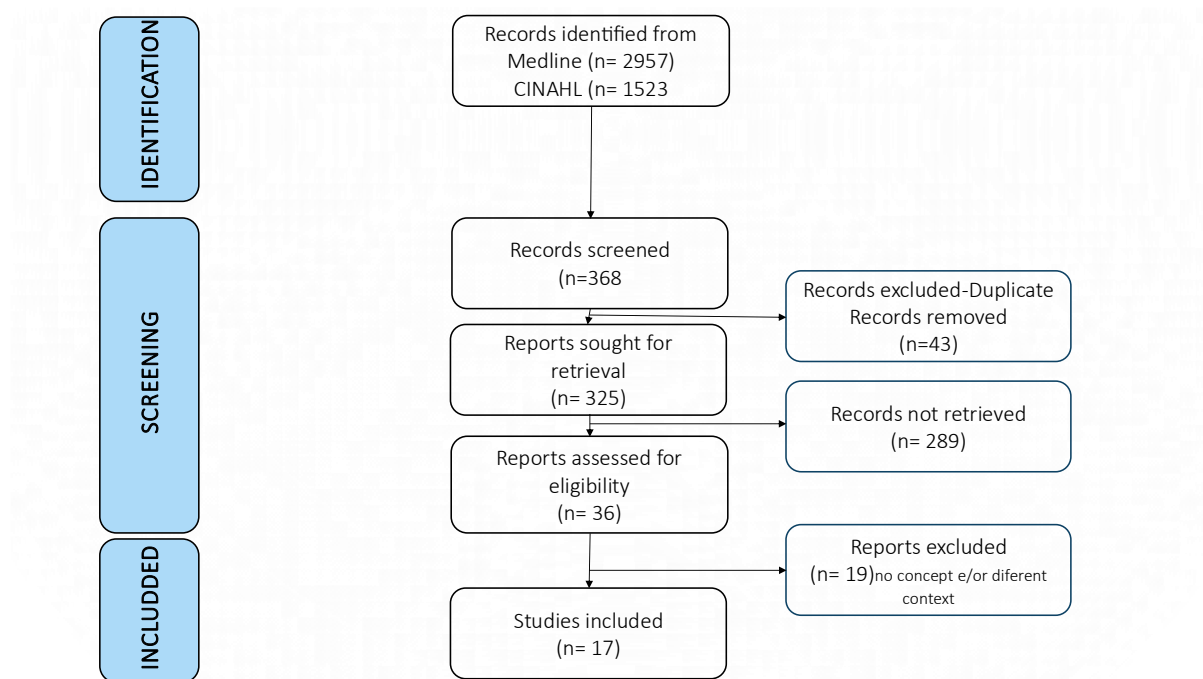 IDENTIFICATION
Records identified from
Medline (n= 2957)
CINAHL (n= 1523
SCREENING
Records screened
(n=368
Records excluded-Duplicate
Records removed
(n=43)
Reports sought for
retrieval
(n= 325)
Records not retrieved
(n= 289)
Reports assessed for
eligibility
(n= 36)
INCLUDDED
Reports excluded
(n= 19)no concept e/or diferent
context
Studies included
(n= 17)